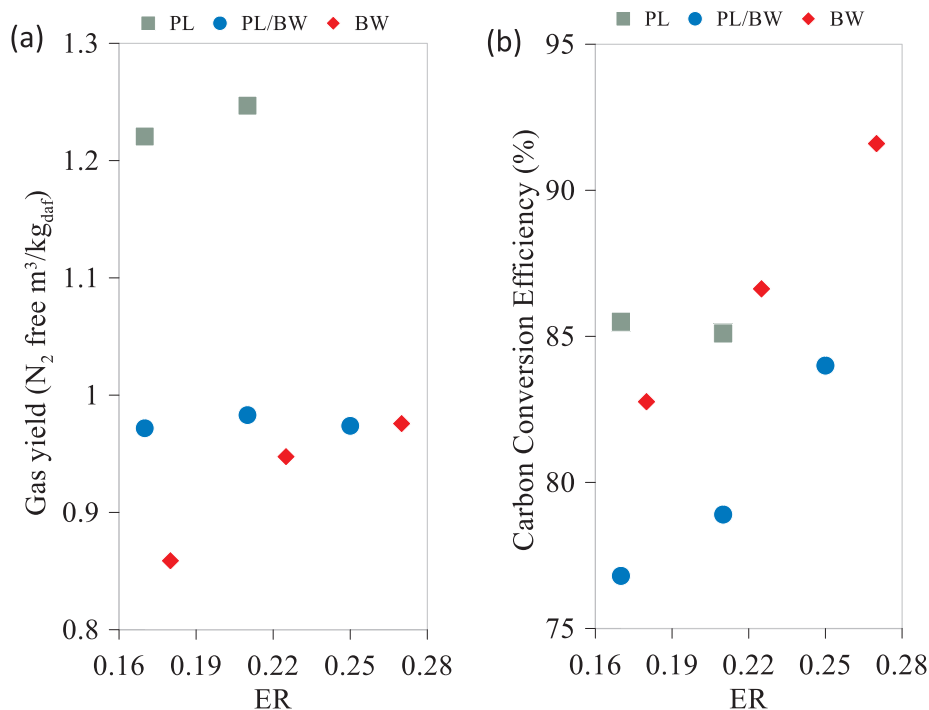 (a)
PL PL/BW BW
1.3
1.2
1.1
1
0.9
0.8
Gas yield (N₂ free m³/kg_daf)
0.16 0.19 0.22 0.25 0.28
ER
(b)
PL PL/BW BW
95
90
85
80
75
Carbon Conversion Efficiency (%)
0.16 0.19 0.22 0.25 0.28
ER